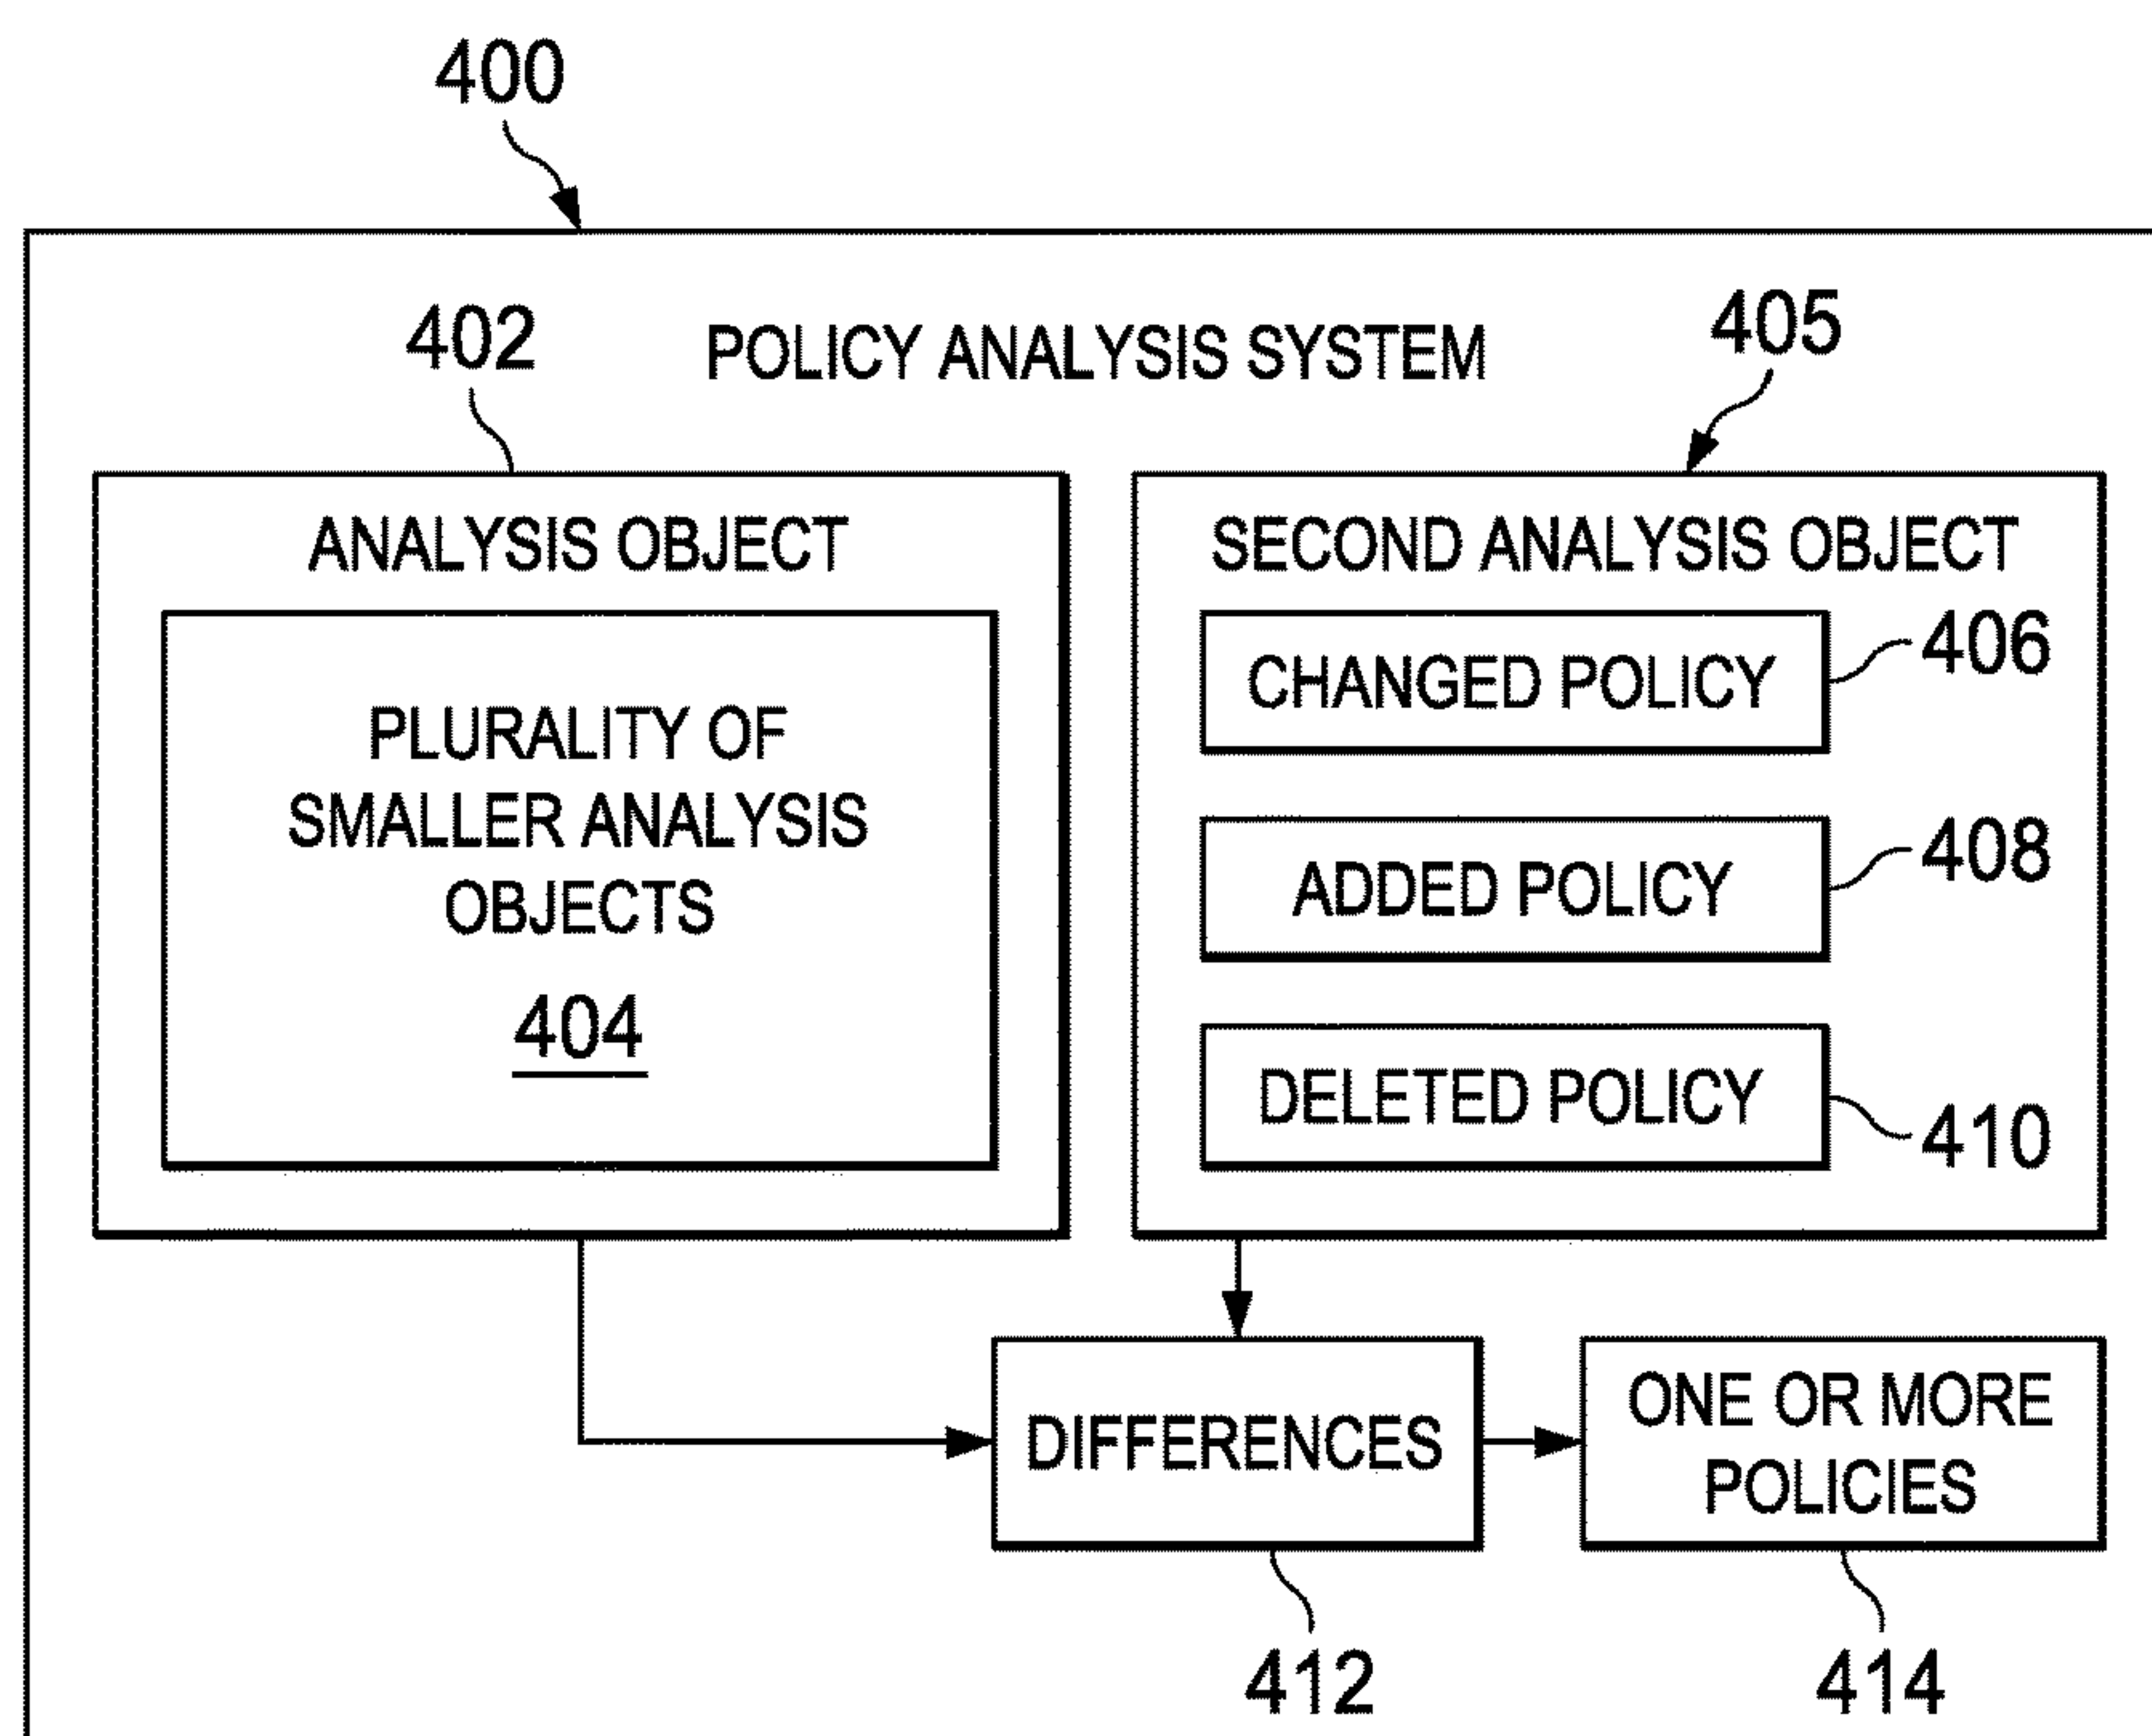 400
402
POLICY ANALYSIS SYSTEM
405
ANALYSIS OBJECT
PLURALITY OF
SMALLER ANALYSIS
OBJECTS
404
SECOND ANALYSIS OBJECT
CHANGED POLICY
406
ADDED POLICY
408
DELETED POLICY
410
DIFFERENCES
ONE OR MORE
POLICIES
412
414